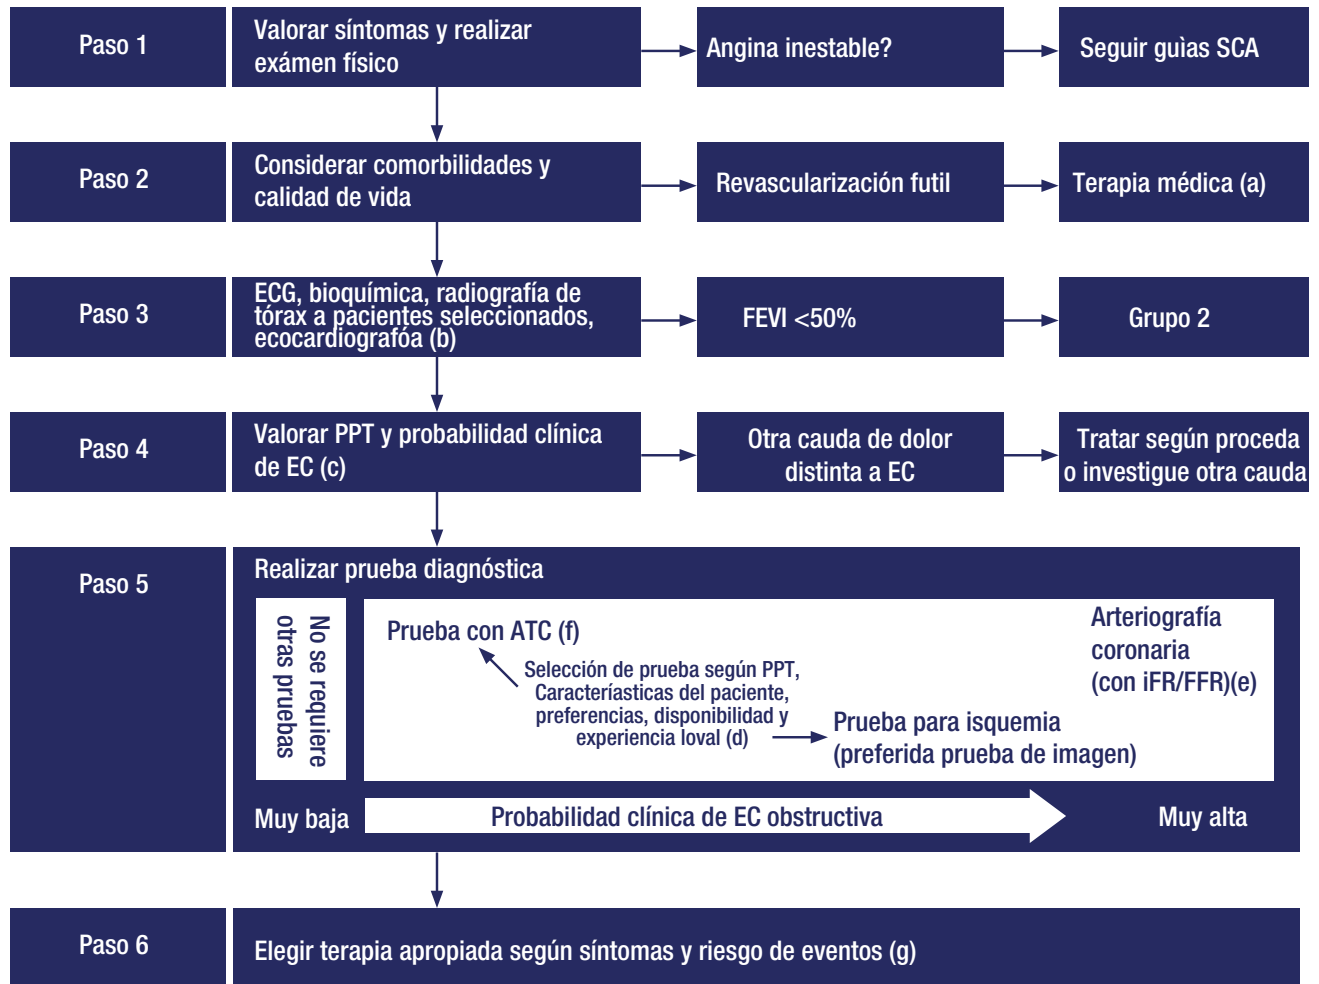 Paso 1
Valorar síntomas y realizar
exámen físico
Angina inestable?
Seguir guìas SCA
Paso 2
Considerar comorbilidades y
calidad de vida
Revascularización futil
Terapia médica (a)
Paso 3
ECG, bioquímica, radiografía de
tórax a pacientes seleccionados,
ecocardiografóa (b)
FEVI <50%
Grupo 2
Paso 4
Valorar PPT y probabilidad clínica
de EC (c)
Otra cauda de dolor
distinta a EC
Tratar según proceda
o investigue otra cauda
Paso 5
Realizar prueba diagnóstica
No se requiere
otras pruebas
Prueba con ATC (f)
Selección de prueba según PPT,
Caracteríasticas del paciente,
preferencias, disponibilidad y
experiencia loval (d)
Prueba para isquemia
(preferida prueba de imagen)
Arteriografía
coronaria
(con iFR/FFR)(e)
Muy baja
Probabilidad clínica de EC obstructiva
Muy alta
Paso 6
Elegir terapia apropiada según síntomas y riesgo de eventos (g)